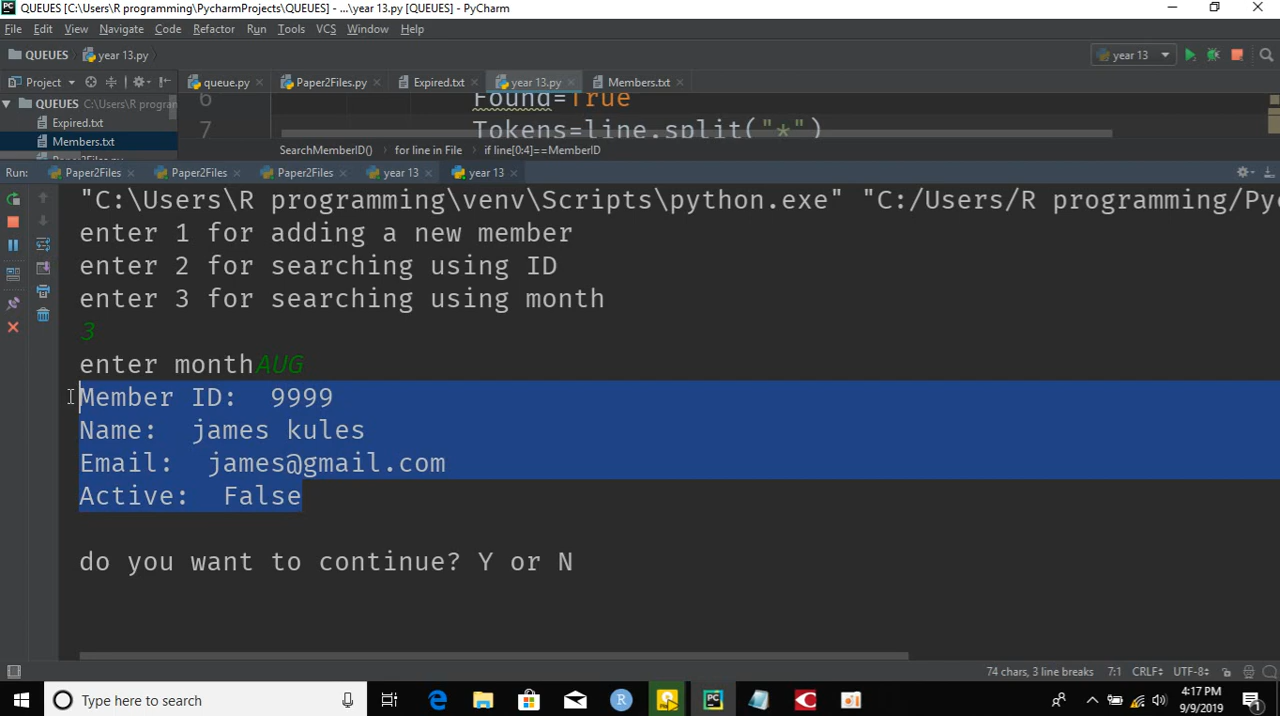 QUEUES [C:\Users\R programming\PycharmProjects\QUEUES] - ...\year 13.py [QUEUES] - PyCharm
File Edit View Navigate Code Refactor Run Tools VCS Window Help
QUEUES year 13.py year 13
Project queue.py Paper2Files.py Expired.txt year 13.py Members.txt
QUEUES C:\Users\R program
Expired.txt
Members.txt
6 Found=True
7 Tokens=line.split("*")
SearchMemberID() for line in File if line[0:4]==MemberID
Run: Paper2Files Paper2Files Paper2Files year 13 year 13
"C:\Users\R programming\venv\Scripts\python.exe" "C:/Users/R programming/Py
enter 1 for adding a new member
enter 2 for searching using ID
enter 3 for searching using month
3
enter monthAUG
Member ID:  9999
Name:  james kules
Email:  james@gmail.com
Active:  False
do you want to continue? Y or N
74 chars, 3 line breaks 7:1 CRLF UTF-8
Type here to search
4:17 PM
9/9/2019